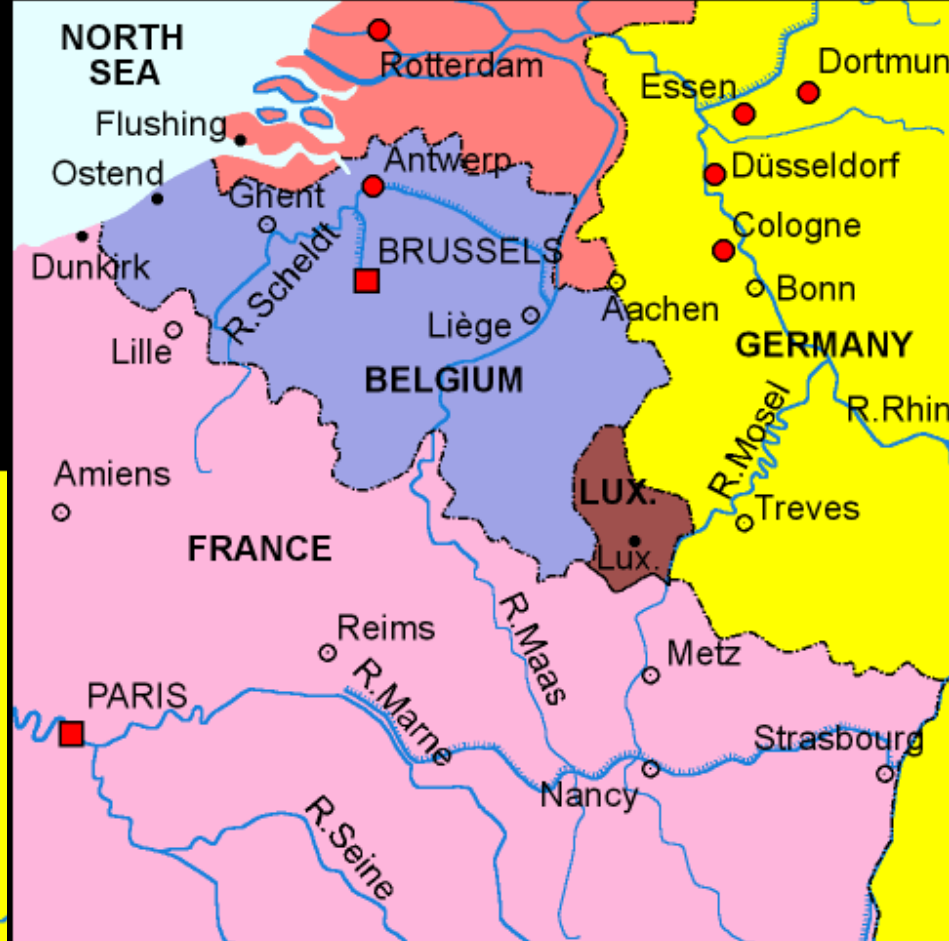 NORTH
SEA
Rotterdam
Dortmun
Essen
Flushing
Antwerp
Düsseldorf
Ostend
Ghent
Cologne
BRUSSELS
R.Scheldt
Dunkirk
Bonn
Aachen
Liège
Lille
GERMANY
BELGIUM
R.Rhin
R.Mosel
Amiens
LUX.
Treves
FRANCE
Lux.
R.Maas
Reims
Metz
PARIS
R.Marne
Strasbourg
Nancy
R.Seine